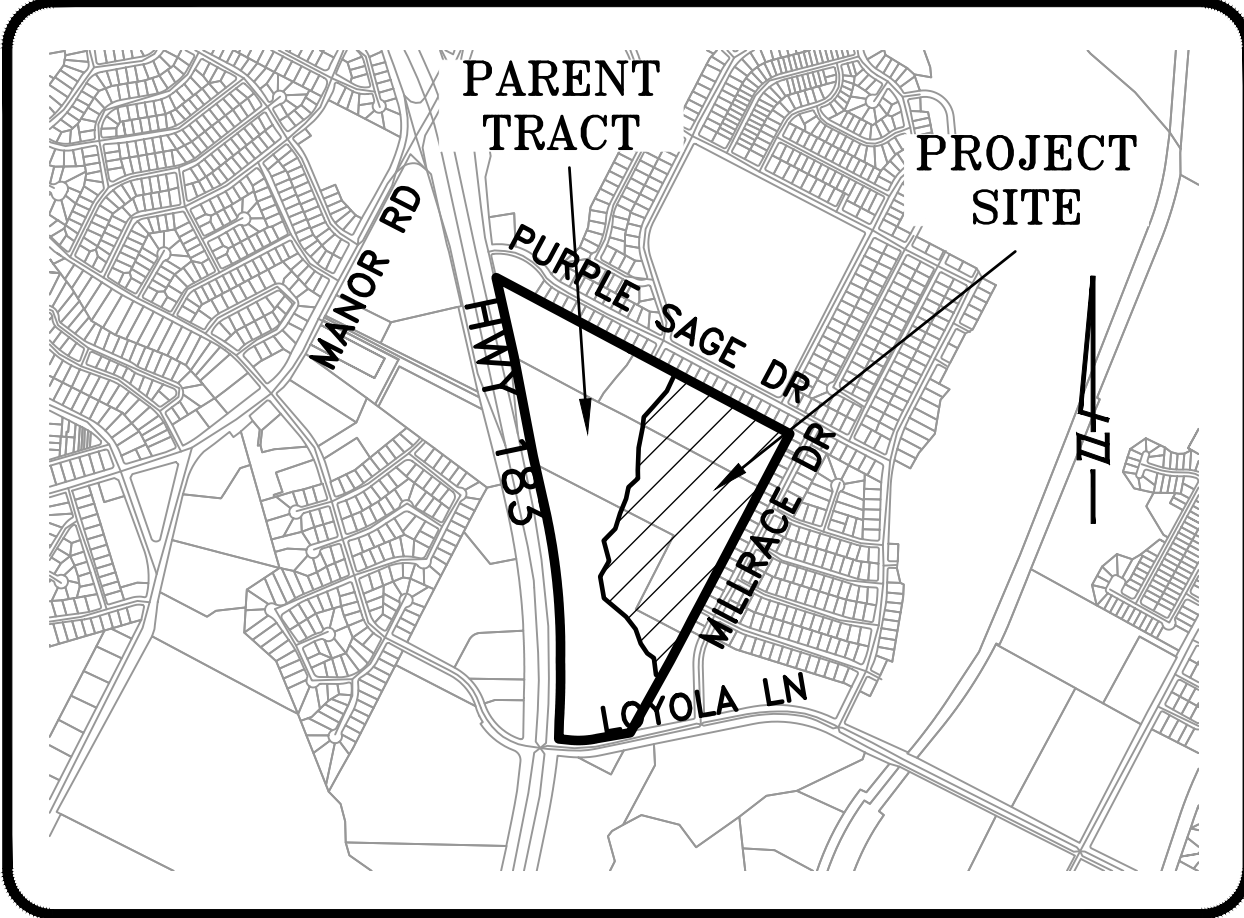 PARENT
TRACT
PROJECT
SITE
MANOR RD
PURPLE SAGE DR
HWY 183
MILLRACE DR
LOYOLA LN